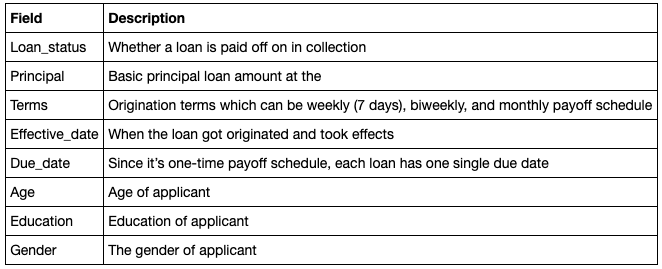 Field Description
Loan_status Whether a loan is paid off on in collection
Principal Basic principal loan amount at the
Terms Origination terms which can be weekly (7 days), biweekly, and monthly payoff schedule
Effective_date When the loan got originated and took effects
Due_date Since it’s one-time payoff schedule, each loan has one single due date
Age Age of applicant
Education Education of applicant
Gender The gender of applicant